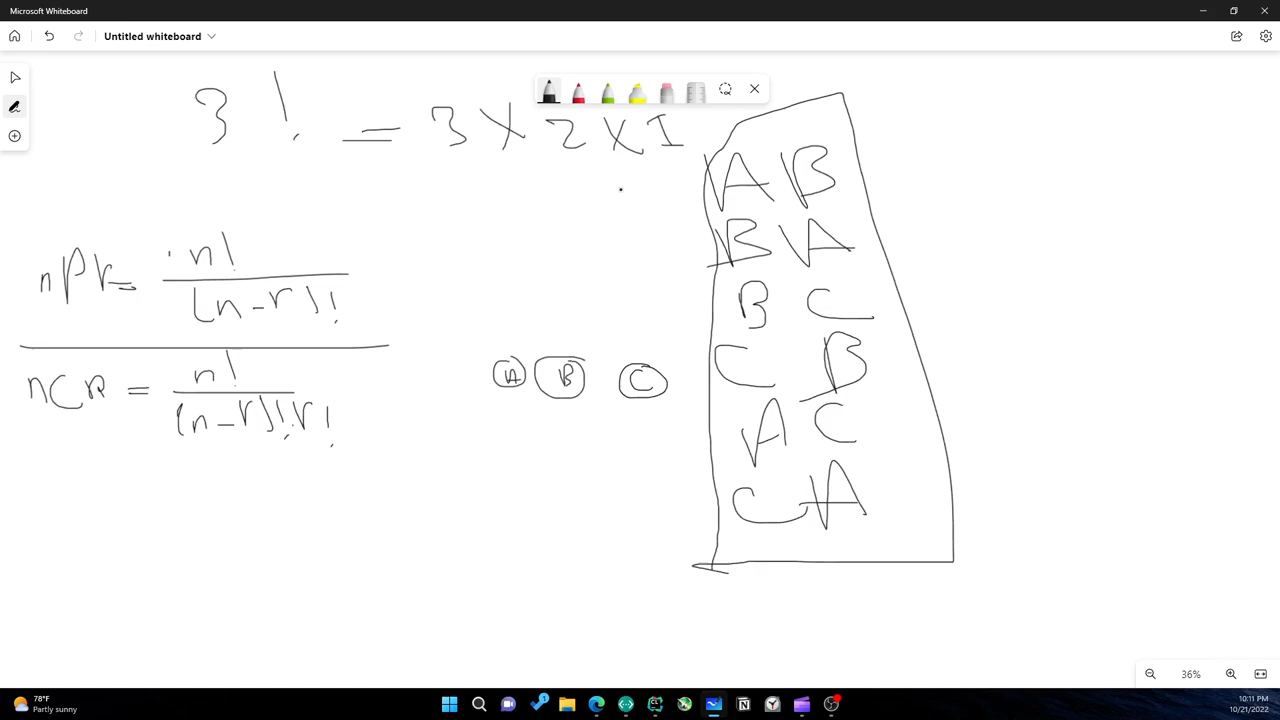 Microsoft Whiteboard
Untitled whiteboard
3! = 3 X 2 X I
nPr = n! / (n-r)!
nCR = n! / (n-r)! r!
A B C
A B
B A
B C
C B
A C
C A
36%
78°F
Partly sunny
10:11 PM
10/21/2022